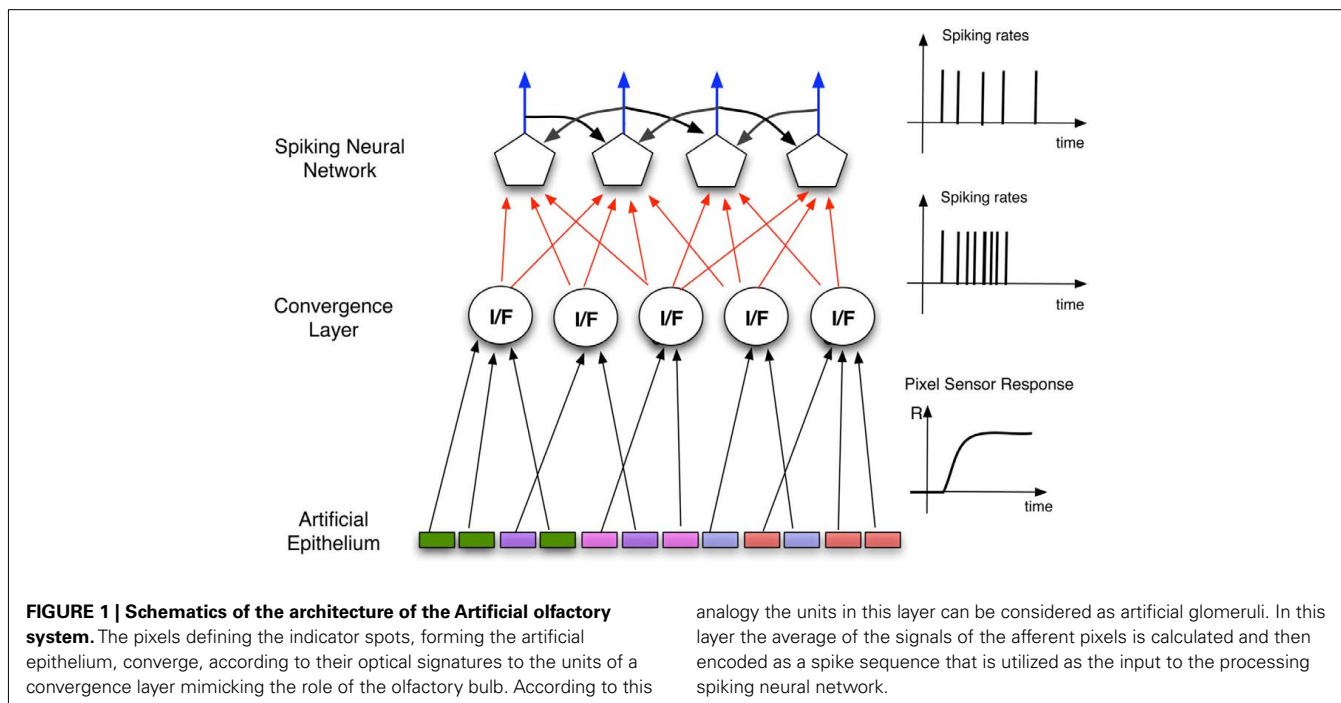 Spiking rates
time
Spiking Neural
Network
Spiking rates
time
Convergence
Layer
I/F I/F I/F I/F I/F
Pixel Sensor Response
R
time
Artificial
Epithelium
FIGURE 1 | Schematics of the architecture of the Artificial olfactory
system. The pixels defining the indicator spots, forming the artificial
epithelium, converge, according to their optical signatures to the units of a
convergence layer mimicking the role of the olfactory bulb. According to this
analogy the units in this layer can be considered as artificial glomeruli. In this
layer the average of the signals of the afferent pixels is calculated and then
encoded as a spike sequence that is utilized as the input to the processing
spiking neural network.